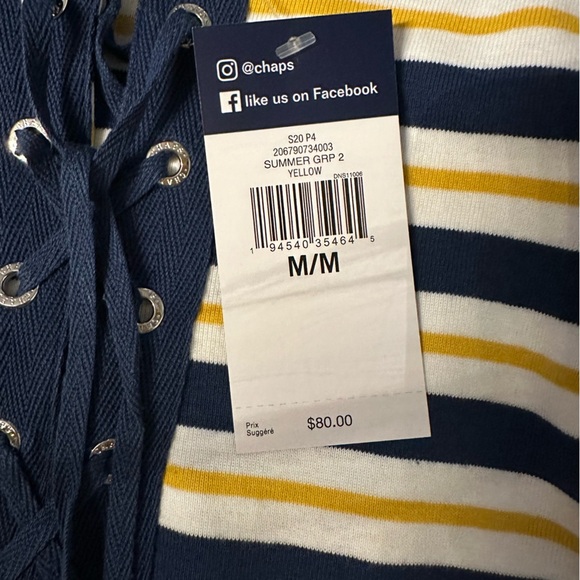 @chaps
like us on Facebook
S20 P4
206790734003
SUMMER GRP 2
YELLOW
DNS11006
1 94540 35464 5
M/M
Prix
Suggéré
$80.00